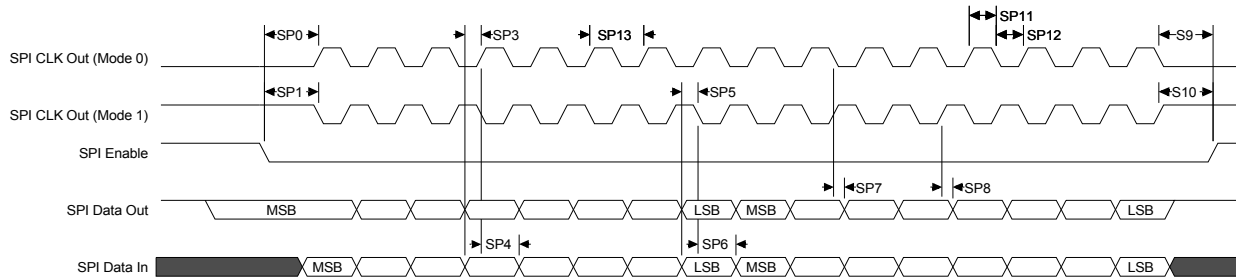 SP11
SP0 SP3 SP13 SP12 S9
SPI CLK Out (Mode 0)
SP1 SP5 S10
SPI CLK Out (Mode 1)
SPI Enable
SP7 SP8
SPI Data Out MSB LSB MSB LSB
SP4 SP6
SPI Data In MSB LSB MSB LSB